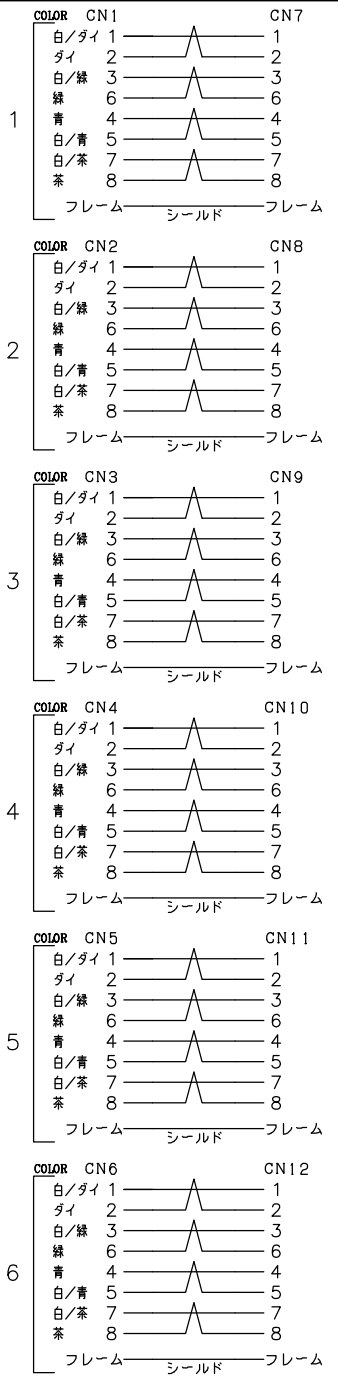 COLOR CN1 CN7
白/ダイ 1 1
ダイ 2 2
白/緑 3 3
緑 6 6
1
青 4 4
白/青 5 5
白/茶 7 7
茶 8 8
フレーム シールド フレーム
COLOR CN2 CN8
白/ダイ 1 1
ダイ 2 2
白/緑 3 3
緑 6 6
2
青 4 4
白/青 5 5
白/茶 7 7
茶 8 8
フレーム シールド フレーム
COLOR CN3 CN9
白/ダイ 1 1
ダイ 2 2
白/緑 3 3
緑 6 6
3
青 4 4
白/青 5 5
白/茶 7 7
茶 8 8
フレーム シールド フレーム
COLOR CN4 CN10
白/ダイ 1 1
ダイ 2 2
白/緑 3 3
緑 6 6
4
青 4 4
白/青 5 5
白/茶 7 7
茶 8 8
フレーム シールド フレーム
COLOR CN5 CN11
白/ダイ 1 1
ダイ 2 2
白/緑 3 3
緑 6 6
5
青 4 4
白/青 5 5
白/茶 7 7
茶 8 8
フレーム シールド フレーム
COLOR CN6 CN12
白/ダイ 1 1
ダイ 2 2
白/緑 3 3
緑 6 6
6
青 4 4
白/青 5 5
白/茶 7 7
茶 8 8
フレーム シールド フレーム